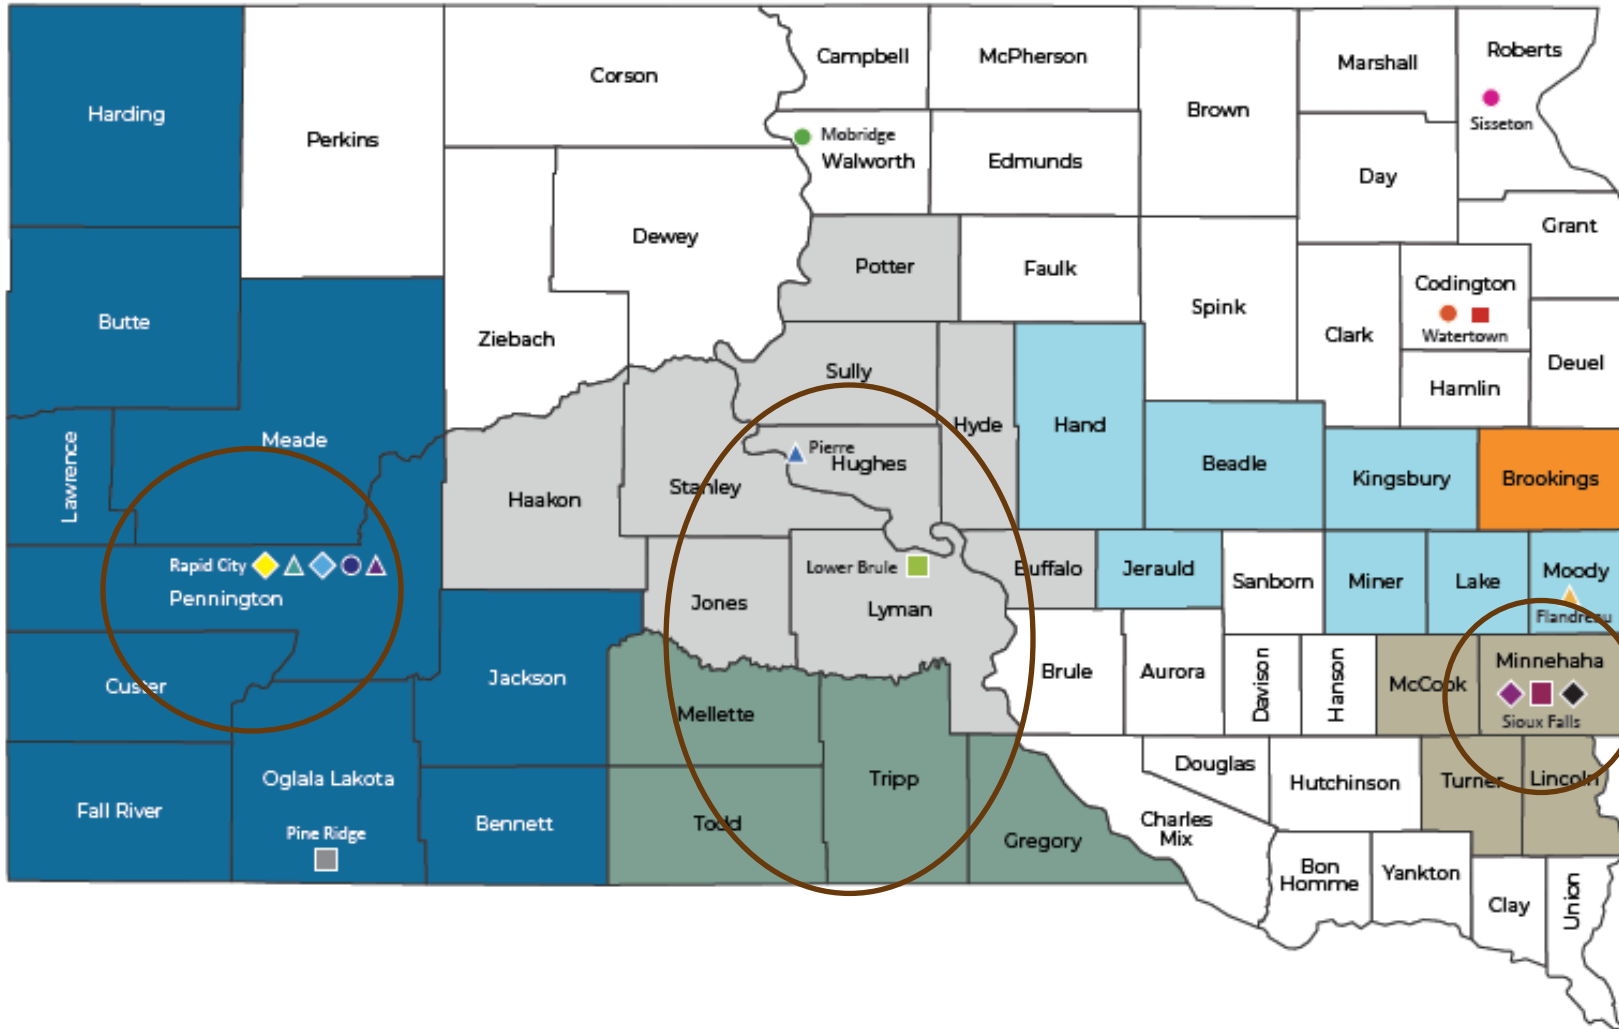 Harding
Perkins
Corson
Campbell
McPherson
Brown
Marshall
Roberts
Sisseton
Mobridge
Walworth
Edmunds
Day
Grant
Butte
Dewey
Ziebach
Potter
Faulk
Spink
Clark
Codington
Watertown
Hamlin
Deuel
Lawrence
Meade
Haakon
Sully
Stanley
Pierre
Hughes
Hyde
Hand
Beadle
Kingsbury
Brookings
Rapid City
Pennington
Lower Brule
Lyman
Jones
Buffalo
Jerauld
Sanborn
Miner
Lake
Moody
Flandreau
Custer
Jackson
Mellette
Tripp
Brule
Aurora
Davison
Hanson
McCook
Minnehaha
Sioux Falls
Fall River
Oglala Lakota
Pine Ridge
Bennett
Todd
Gregory
Charles
Mix
Douglas
Hutchinson
Turner
Lincoln
Bon
Homme
Yankton
Clay
Union